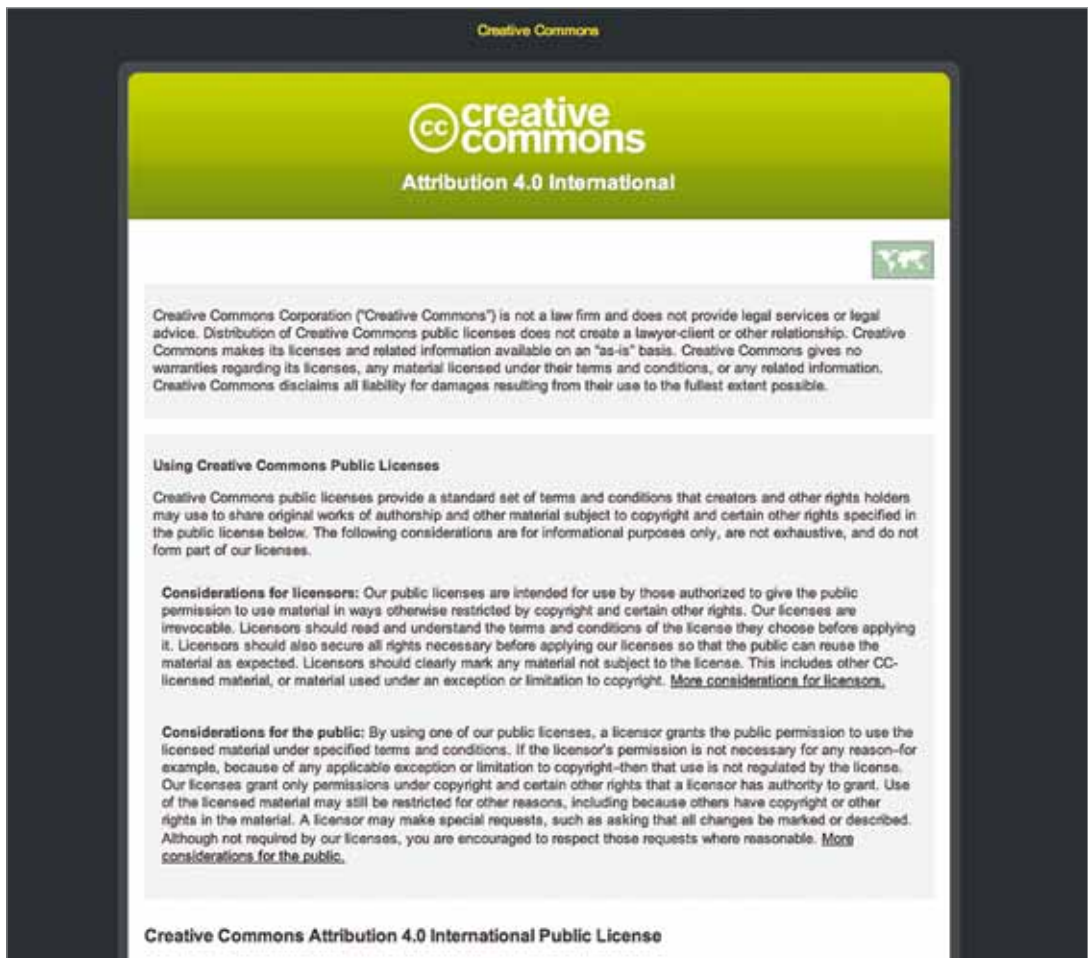 Creative Commons
cc creative
commons
Attribution 4.0 International
Creative Commons Corporation ("Creative Commons") is not a law firm and does not provide legal services or legal
advice. Distribution of Creative Commons public licenses does not create a lawyer-client or other relationship. Creative
Commons makes its licenses and related information available on an "as-is" basis. Creative Commons gives no
warranties regarding its licenses, any material licensed under their terms and conditions, or any related information.
Creative Commons disclaims all liability for damages resulting from their use to the fullest extent possible.
Using Creative Commons Public Licenses
Creative Commons public licenses provide a standard set of terms and conditions that creators and other rights holders
may use to share original works of authorship and other material subject to copyright and certain other rights specified in
the public license below. The following considerations are for informational purposes only, are not exhaustive, and do not
form part of our licenses.
Considerations for licensors: Our public licenses are intended for use by those authorized to give the public
permission to use material in ways otherwise restricted by copyright and certain other rights. Our licenses are
irrevocable. Licensors should read and understand the terms and conditions of the license they choose before applying
it. Licensors should also secure all rights necessary before applying our licenses so that the public can reuse the
material as expected. Licensors should clearly mark any material not subject to the license. This includes other CC-
licensed material, or material used under an exception or limitation to copyright. More considerations for licensors.
Considerations for the public: By using one of our public licenses, a licensor grants the public permission to use the
licensed material under specified terms and conditions. If the licensor's permission is not necessary for any reason–for
example, because of any applicable exception or limitation to copyright–then that use is not regulated by the license.
Our licenses grant only permissions under copyright and certain other rights that a licensor has authority to grant. Use
of the licensed material may still be restricted for other reasons, including because others have copyright or other
rights in the material. A licensor may make special requests, such as asking that all changes be marked or described.
Although not required by our licenses, you are encouraged to respect those requests where reasonable. More
considerations for the public.
Creative Commons Attribution 4.0 International Public License